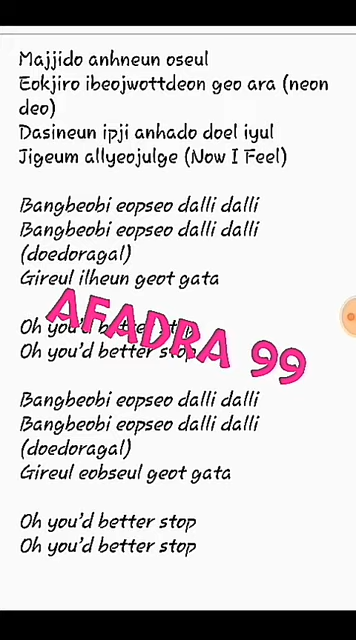 Majjido anhneun oseul
Eokjiro ibeojwottdeon geo ara (neon
deo)
Dasineun ipji anhado doel iyul
Jigeum allyeojulge (Now I Feel)
Bangbeobi eopseo dalli dalli
Bangbeobi eopseo dalli dalli
(doedoragal)
Gireul ilheun geot gata
Oh you'd better stop
Oh you'd better stop
AFADRA 99
Bangbeobi eopseo dalli dalli
Bangbeobi eopseo dalli dalli
(doedoragal)
Gireul eobseul geot gata
Oh you'd better stop
Oh you'd better stop